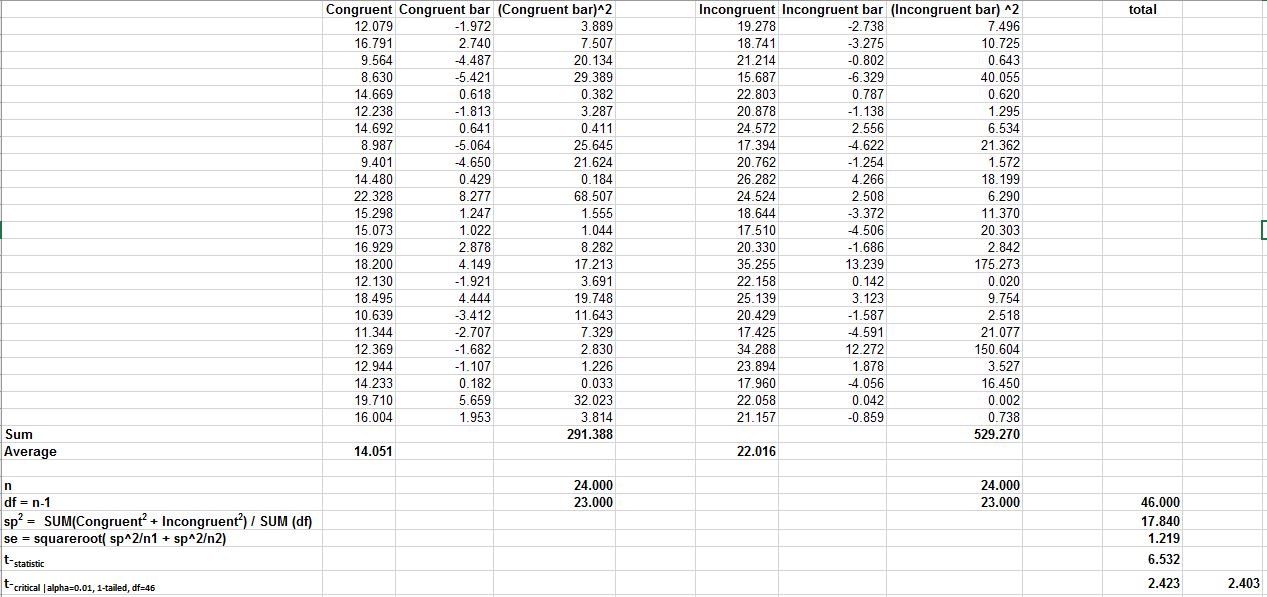 Congruent Congruent bar (Congruent bar)^2 Incongruent Incongruent bar (Incongruent bar) ^2 total
12.079 -1.972 3.889 19.278 -2.738 7.496
16.791 2.740 7.507 18.741 -3.275 10.725
9.564 -4.487 20.134 21.214 -0.802 0.643
8.630 -5.421 29.389 15.687 -6.329 40.055
14.669 0.618 0.382 22.803 0.787 0.620
12.238 -1.813 3.287 20.878 -1.138 1.295
14.692 0.641 0.411 24.572 2.556 6.534
8.987 -5.064 25.645 17.394 -4.622 21.362
9.401 -4.650 21.624 20.762 -1.254 1.572
14.480 0.429 0.184 26.282 4.266 18.199
22.328 8.277 68.507 24.524 2.508 6.290
15.298 1.247 1.555 18.644 -3.372 11.370
15.073 1.022 1.044 17.510 -4.506 20.303
16.929 2.878 8.282 20.330 -1.686 2.842
18.200 4.149 17.213 35.255 13.239 175.273
12.130 -1.921 3.691 22.158 0.142 0.020
18.495 4.444 19.748 25.139 3.123 9.754
10.639 -3.412 11.643 20.429 -1.587 2.518
11.344 -2.707 7.329 17.425 -4.591 21.077
12.369 -1.682 2.830 34.288 12.272 150.604
12.944 -1.107 1.226 23.894 1.878 3.527
14.233 0.182 0.033 17.960 -4.056 16.450
19.710 5.659 32.023 22.058 0.042 0.002
16.004 1.953 3.814 21.157 -0.859 0.738
Sum 291.388 529.270
Average 14.051 22.016
n 24.000 24.000
df = n-1 23.000 23.000 46.000
sp² = SUM(Congruent² + Incongruent²) / SUM (df) 17.840
se = squareroot( sp^2/n1 + sp^2/n2) 1.219
t-statistic 6.532
t-critical | alpha=0.01, 1-tailed, df=46 2.423 2.403